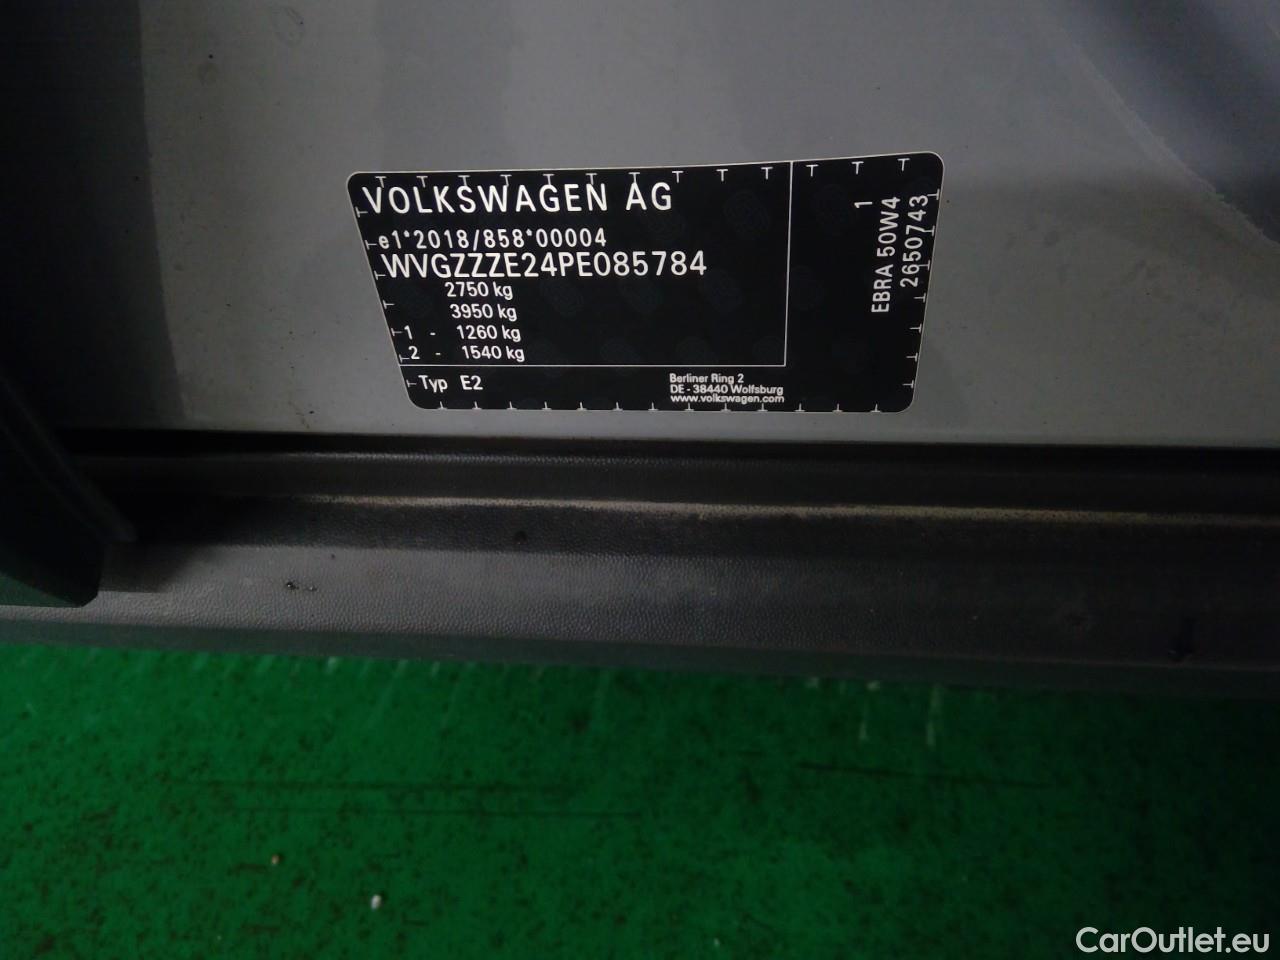 VOLKSWAGEN AG
e1*2018/858*00004
WVGZZZE24PE085784
2750 kg
3950 kg
1 - 1260 kg
2 - 1540 kg
Typ E2
Berliner Ring 2
DE - 38440 Wolfsburg
www.volkswagen.com
1
EBRA 50W4
2650743
CarOutlet.eu